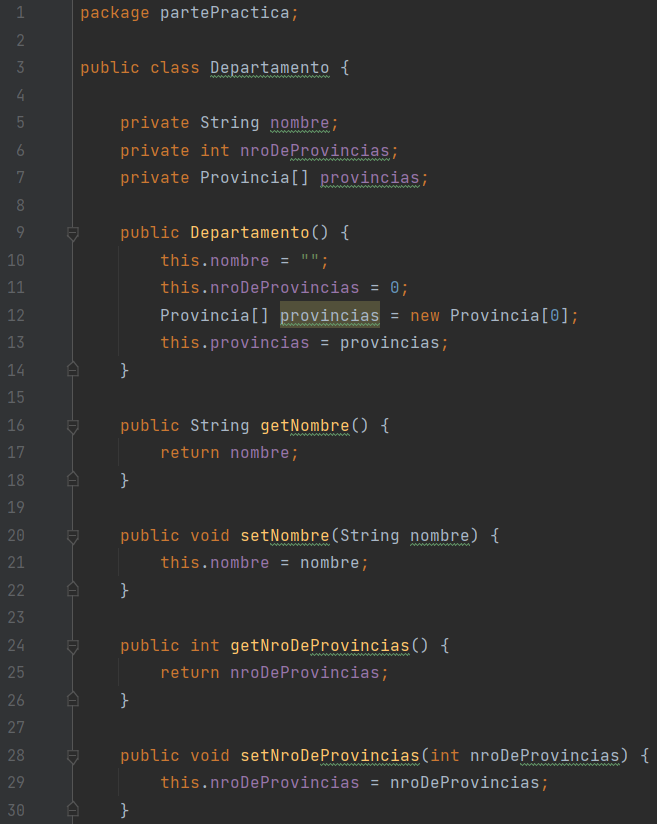 1 package partePractica;
2
3 public class Departamento {
4
5 private String nombre;
6 private int nroDeProvincias;
7 private Provincia[] provincias;
8
9 public Departamento() {
10 this.nombre = "";
11 this.nroDeProvincias = 0;
12 Provincia[] provincias = new Provincia[0];
13 this.provincias = provincias;
14 }
15
16 public String getNombre() {
17 return nombre;
18 }
19
20 public void setNombre(String nombre) {
21 this.nombre = nombre;
22 }
23
24 public int getNroDeProvincias() {
25 return nroDeProvincias;
26 }
27
28 public void setNroDeProvincias(int nroDeProvincias) {
29 this.nroDeProvincias = nroDeProvincias;
30 }